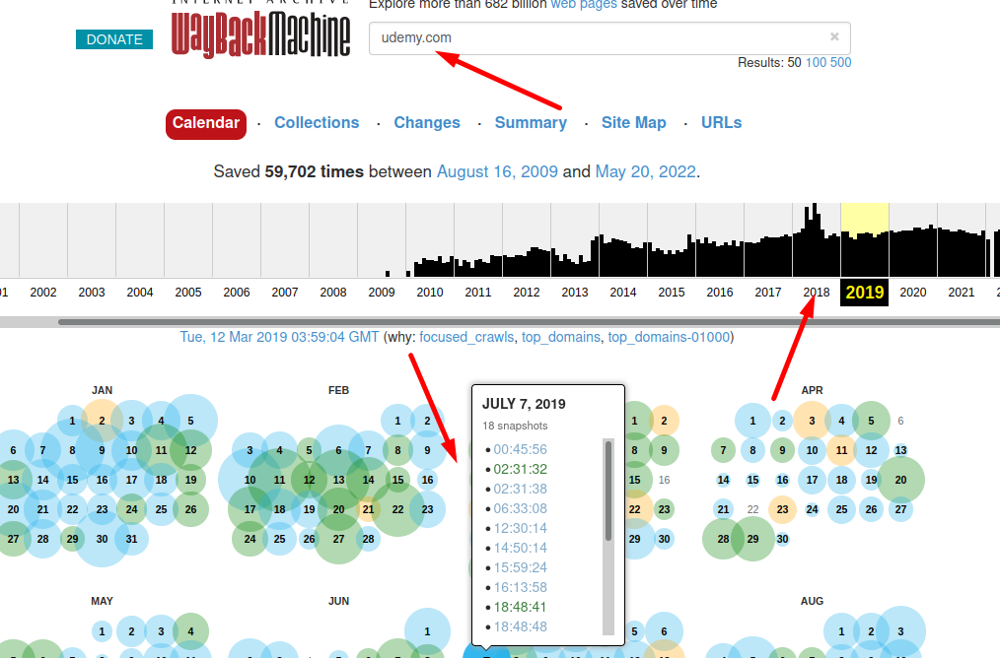 INTERNET ARCHIVE
Explore more than 682 billion web pages saved over time
DONATE
WayBackMachine
udemy.com ×
Results: 50 100 500
Calendar · Collections · Changes · Summary · Site Map · URLs
Saved 59,702 times between August 16, 2009 and May 20, 2022.
01 2002 2003 2004 2005 2006 2007 2008 2009 2010 2011 2012 2013 2014 2015 2016 2017 2018 2019 2020 2021 2
Tue, 12 Mar 2019 03:59:04 GMT (why: focused_crawls, top_domains, top_domains-01000)
JAN
1 2 3 4 5
6 7 8 9 10 11 12
13 14 15 16 17 18 19
20 21 22 23 24 25 26
27 28 29 30 31
FEB
1 2
3 4 5 6 7 8 9
10 11 12 13 14 15 16
17 18 19 20 21 22 23
24 25 26 27 28
JULY 7, 2019
18 snapshots
• 00:45:56
• 02:31:32
• 02:31:38
• 06:33:08
• 12:30:14
• 14:50:14
• 15:59:24
• 16:13:58
• 18:48:41
• 18:48:48
1 2
8 9
15 16
22 23
29 30
APR
1 2 3 4 5 6
7 8 9 10 11 12 13
14 15 16 17 18 19 20
21 22 23 24 25 26 27
28 29 30
MAY
1 2 3 4
JUN
1
5 6
AUG
1 2 3